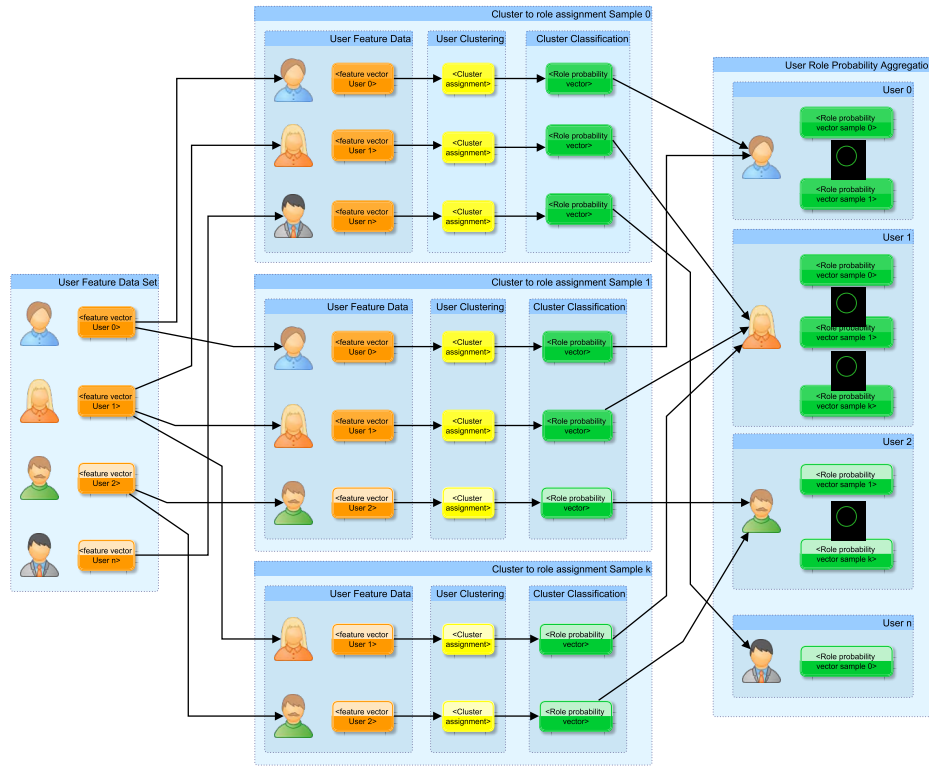 Cluster to role assignment Sample 0
User Feature Data
User Clustering
Cluster Classification
<feature vector
User 0>
<Cluster
assignment>
<Role probability
vector>
<feature vector
User 1>
<Cluster
assignment>
<Role probability
vector>
<feature vector
User n>
<Cluster
assignment>
<Role probability
vector>
User Feature Data Set
<feature vector
User 0>
<feature vector
User 1>
<feature vector
User 2>
<feature vector
User n>
Cluster to role assignment Sample 1
User Feature Data
User Clustering
Cluster Classification
<feature vector
User 0>
<Cluster
assignment>
<Role probability
vector>
<feature vector
User 1>
<Cluster
assignment>
<Role probability
vector>
<feature vector
User 2>
<Cluster
assignment>
<Role probability
vector>
Cluster to role assignment Sample k
User Feature Data
User Clustering
Cluster Classification
<feature vector
User 1>
<Cluster
assignment>
<Role probability
vector>
<feature vector
User 2>
<Cluster
assignment>
<Role probability
vector>
User Role Probability Aggregatio
User 0
<Role probability
vector sample 0>
<Role probability
vector sample 1>
User 1
<Role probability
vector sample 0>
<Role probability
vector sample 1>
<Role probability
vector sample k>
User 2
<Role probability
vector sample 1>
<Role probability
vector sample k>
User n
<Role probability
vector sample 0>